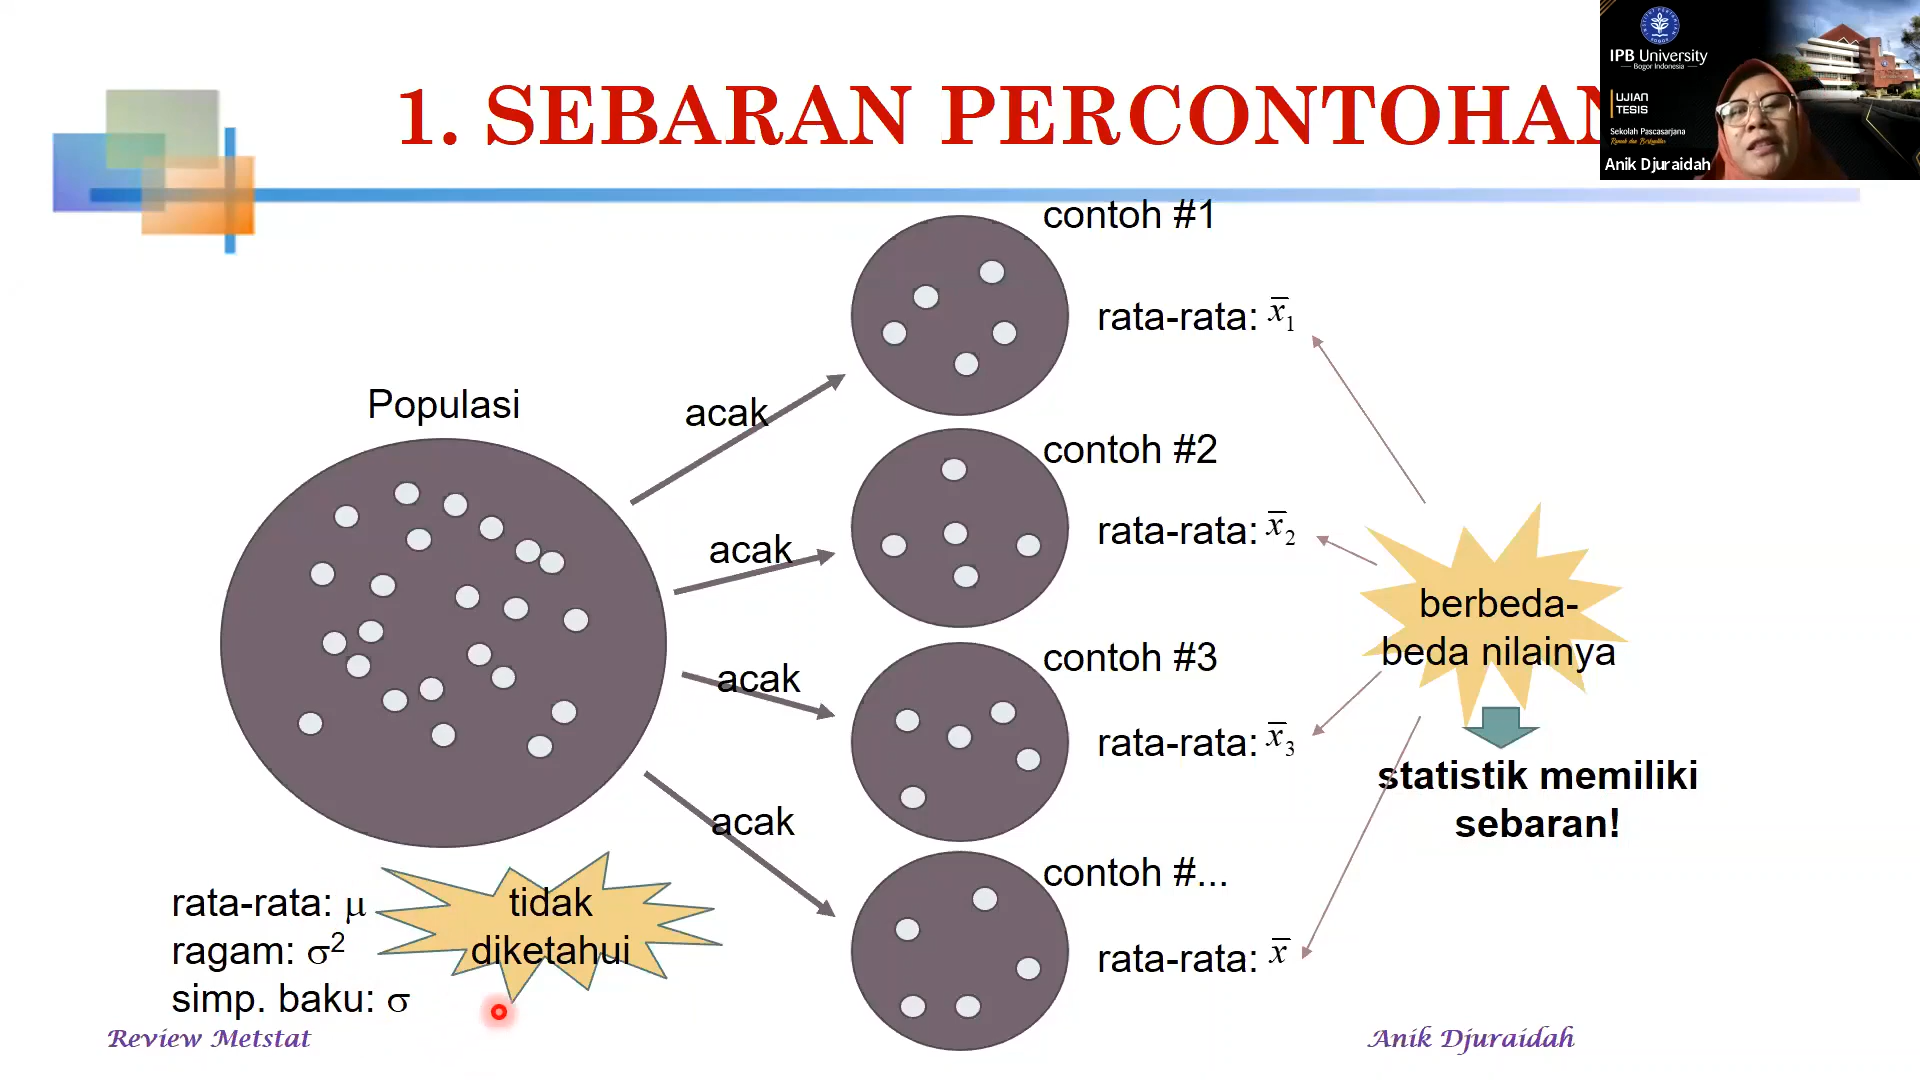 1. SEBARAN PERCONTOHAN
IPB University
Bogor Indonesia
UJIAN
TESIS
Sekolah Pascasarjana
Anik Djuraidah
contoh #1
rata-rata: x̅₁
Populasi
acak
contoh #2
acak
rata-rata: x̅₂
berbeda-
beda nilainya
contoh #3
acak
rata-rata: x̅₃
statistik memiliki
sebaran!
acak
contoh #...
rata-rata: μ
tidak
diketahui
ragam: σ²
rata-rata: x̅
simp. baku: σ
Review Metstat
Anik Djuraidah